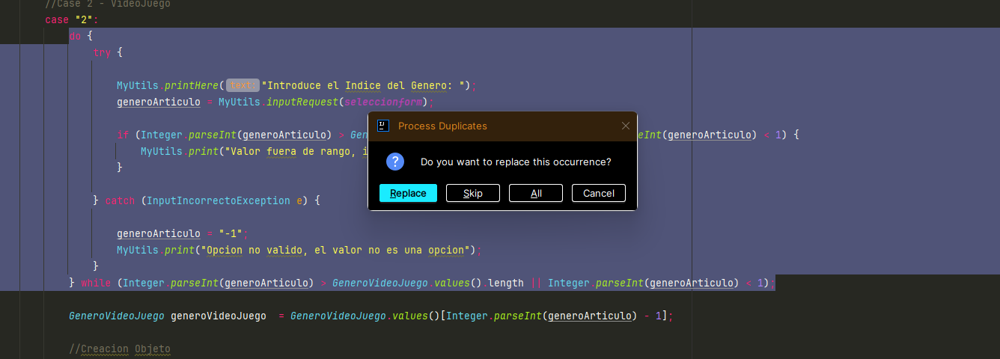 //Case 2 - VideoJuego
case "2":
do {
try {
MyUtils.printHere( text: "Introduce el Indice del Genero: ");
generoArticulo = MyUtils.inputRequest(seleccionform);
Process Duplicates
if (Integer.parseInt(generoArticulo) > Gen eInt(generoArticulo) < 1) {
MyUtils.print("Valor fuera de rango, i
Do you want to replace this occurrence?
}
Replace Skip All Cancel
} catch (InputIncorrectoException e) {
generoArticulo = "-1";
MyUtils.print("Opcion no valido, el valor no es una opcion");
}
} while (Integer.parseInt(generoArticulo) > GeneroVideoJuego.values().length || Integer.parseInt(generoArticulo) < 1);
GeneroVideoJuego generoVideoJuego = GeneroVideoJuego.values()[Integer.parseInt(generoArticulo) - 1];
//Creacion Objeto